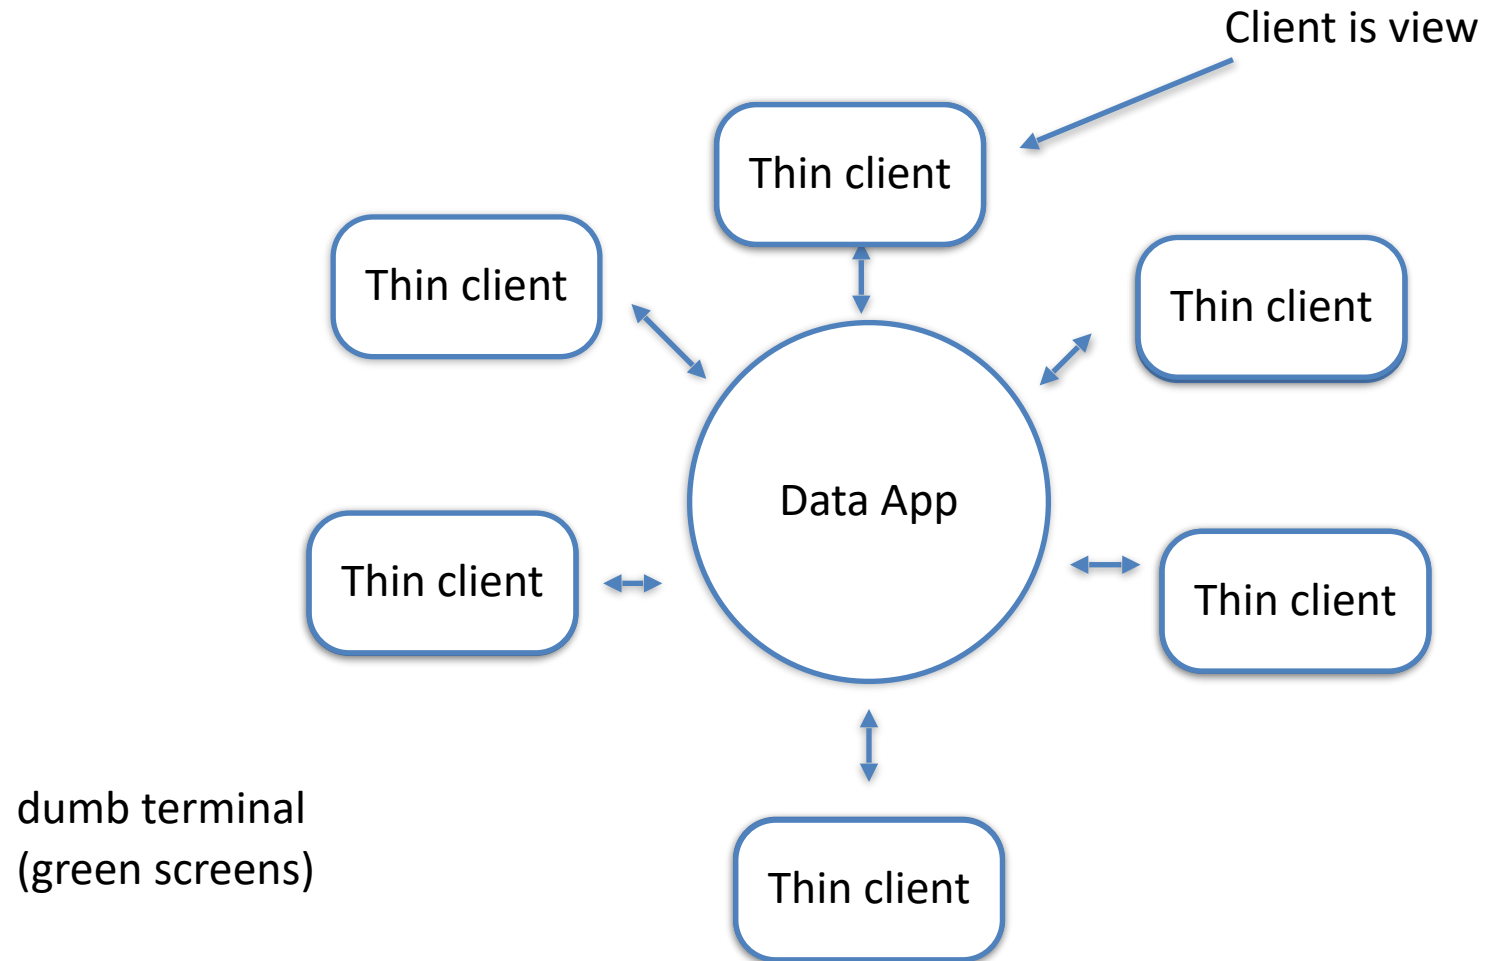 Client is view
Thin client
Thin client
Thin client
Data App
Thin client
Thin client
dumb terminal
(green screens)
Thin client